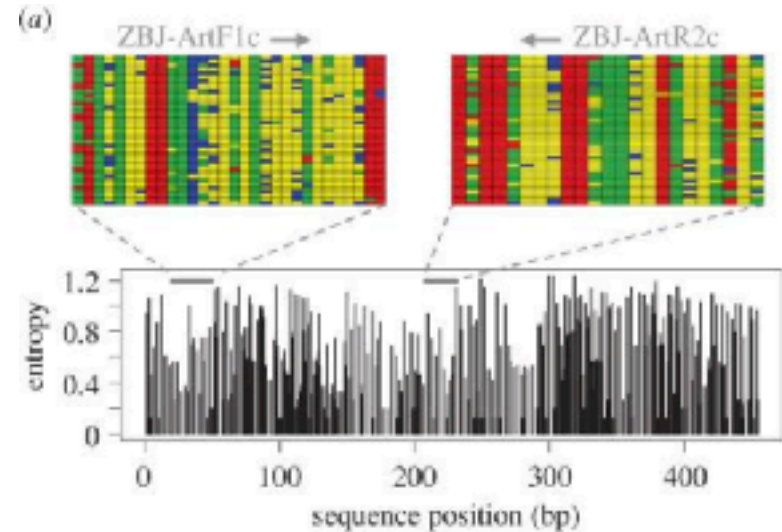 (a)
ZBJ-ArtF1c → ← ZBJ-ArtR2c
1.2
0.8
0.4
0
entropy
0 100 200 300 400
sequence position (bp)